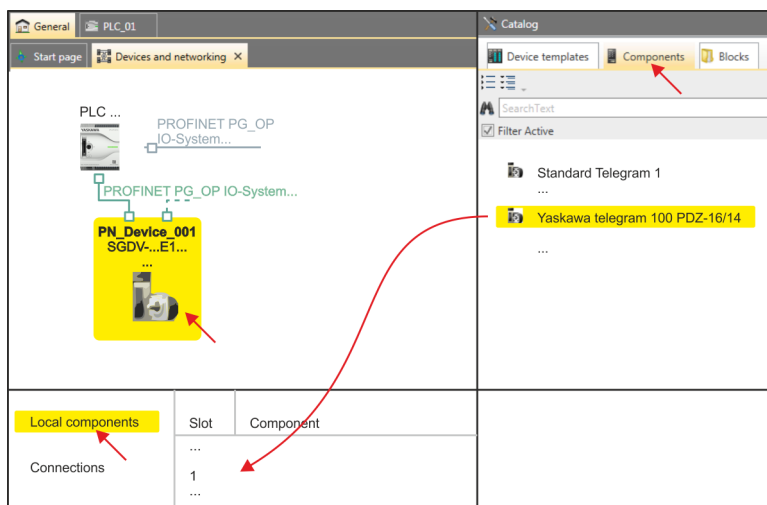 General
PLC_01
Start page
Devices and networking ×
PLC ...
PROFINET PG_OP
IO-System...
PROFINET PG_OP IO-System...
PN_Device_001
SGDV-...E1...
...
Catalog
Device templates
Components
Blocks
SearchText
Filter Active
Standard Telegram 1
...
Yaskawa telegram 100 PDZ-16/14
...
Local components
Connections
Slot
Component
...
1
...